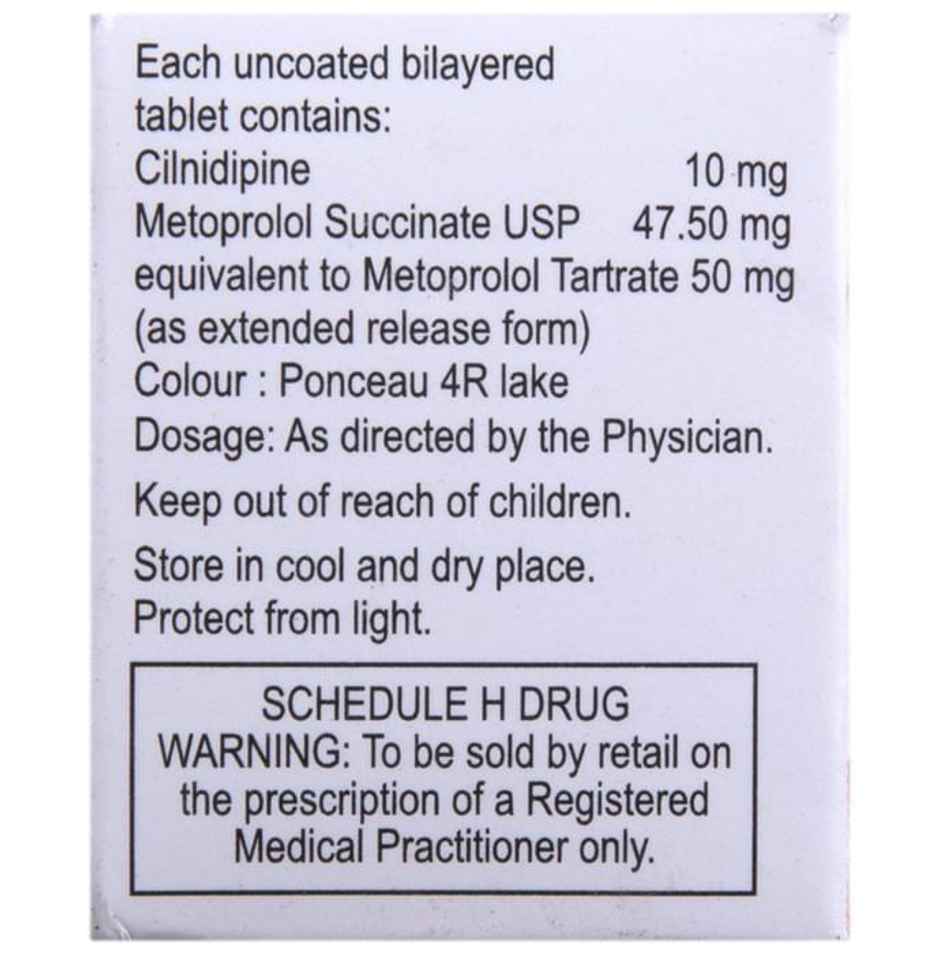 Each uncoated bilayered
tablet contains:
Cilnidipine 10 mg
Metoprolol Succinate USP 47.50 mg
equivalent to Metoprolol Tartrate 50 mg
(as extended release form)
Colour : Ponceau 4R lake
Dosage: As directed by the Physician.
Keep out of reach of children.
Store in cool and dry place.
Protect from light.
SCHEDULE H DRUG
WARNING: To be sold by retail on
the prescription of a Registered
Medical Practitioner only.